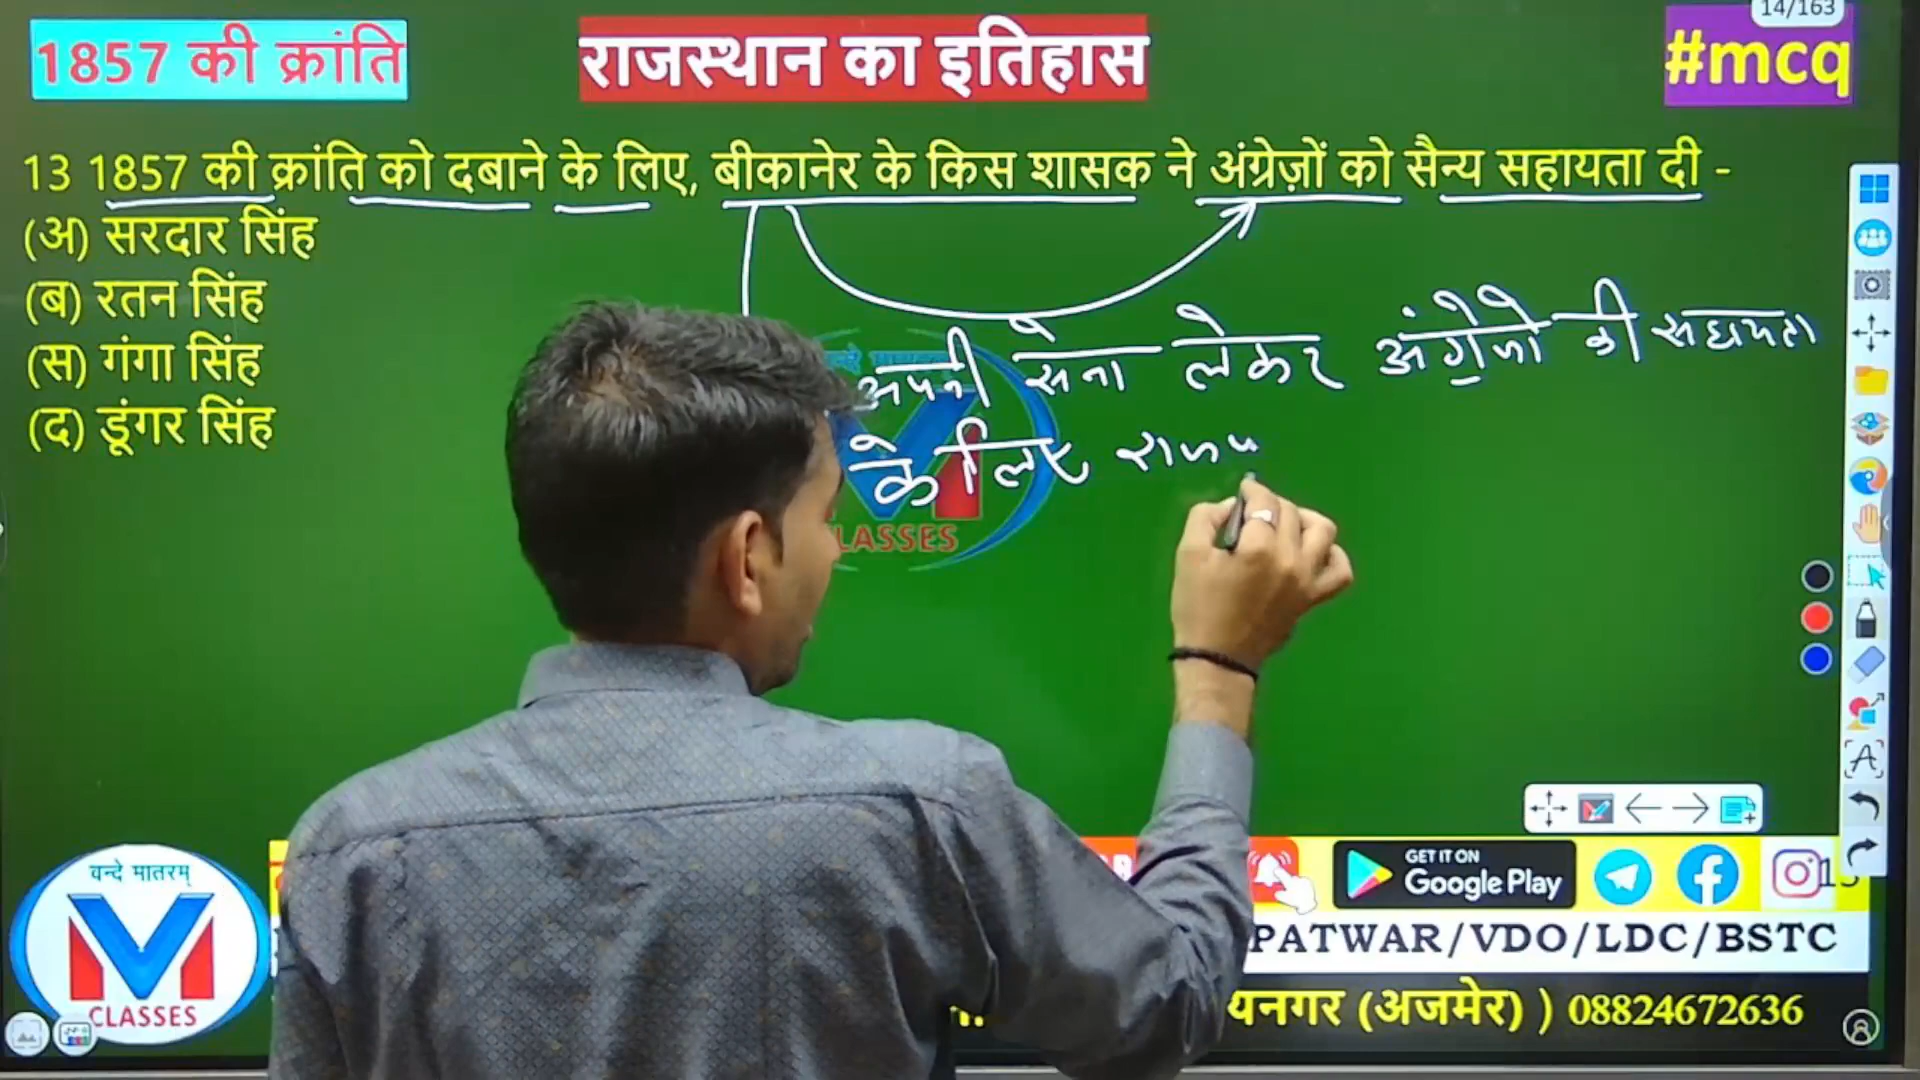 14/163
1857 की क्रांति
राजस्थान का इतिहास
#mcq
13 1857 की क्रांति को दबाने के लिए, बीकानेर के किस शासक ने अंग्रेज़ों को सैन्य सहायता दी -
(अ) सरदार सिंह
(ब) रतन सिंह
(स) गंगा सिंह
(द) डूंगर सिंह
अपनी सेना लेकर अंग्रेजो की सहायता
के लिए
CLASSES
वन्दे मातरम्
CLASSES
GET IT ON
Google Play
PATWAR/VDO/LDC/BSTC
(अजमेर) ) 08824672636